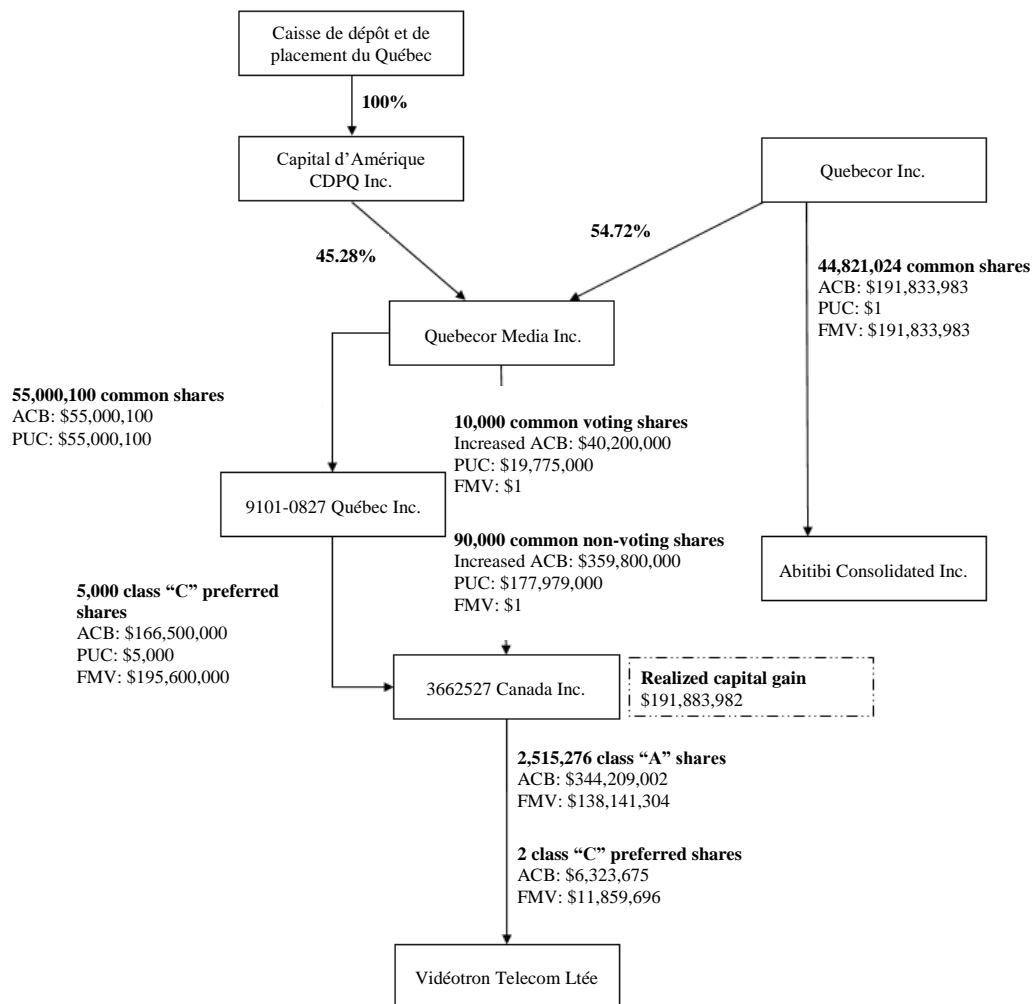 Caisse de dépôt et de
placement du Québec
100%
Capital d'Amérique
CDPQ Inc.
Quebecor Inc.
45.28%
54.72%
44,821,024 common shares
ACB: $191,833,983
PUC: $1
FMV: $191,833,983
Quebecor Media Inc.
55,000,100 common shares
ACB: $55,000,100
PUC: $55,000,100
10,000 common voting shares
Increased ACB: $40,200,000
PUC: $19,775,000
FMV: $1
9101-0827 Québec Inc.
90,000 common non-voting shares
Increased ACB: $359,800,000
PUC: $177,979,000
FMV: $1
Abitibi Consolidated Inc.
5,000 class “C” preferred
shares
ACB: $166,500,000
PUC: $5,000
FMV: $195,600,000
3662527 Canada Inc.
Realized capital gain
$191,883,982
2,515,276 class “A” shares
ACB: $344,209,002
FMV: $138,141,304
2 class “C” preferred shares
ACB: $6,323,675
FMV: $11,859,696
Vidéotron Telecom Ltée